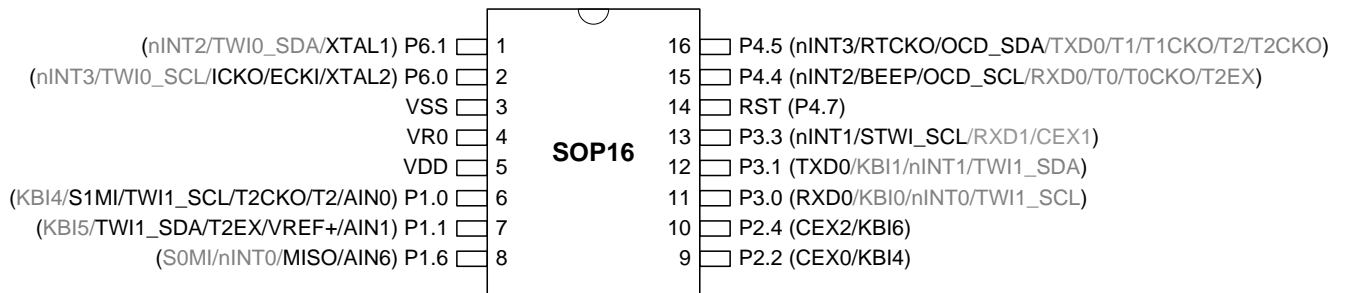 (nINT2/TWI0_SDA/XTAL1) P6.1 1 16 P4.5 (nINT3/RTCKO/OCD_SDA/TXD0/T1/T1CKO/T2/T2CKO)
(nINT3/TWI0_SCL/ICKO/ECKI/XTAL2) P6.0 2 15 P4.4 (nINT2/BEEP/OCD_SCL/RXD0/T0/T0CKO/T2EX)
VSS 3 14 RST (P4.7)
VR0 4 13 P3.3 (nINT1/STWI_SCL/RXD1/CEX1)
SOP16
VDD 5 12 P3.1 (TXD0/KBI1/nINT1/TWI1_SDA)
(KBI4/S1MI/TWI1_SCL/T2CKO/T2/AIN0) P1.0 6 11 P3.0 (RXD0/KBI0/nINT0/TWI1_SCL)
(KBI5/TWI1_SDA/T2EX/VREF+/AIN1) P1.1 7 10 P2.4 (CEX2/KBI6)
(S0MI/nINT0/MISO/AIN6) P1.6 8 9 P2.2 (CEX0/KBI4)